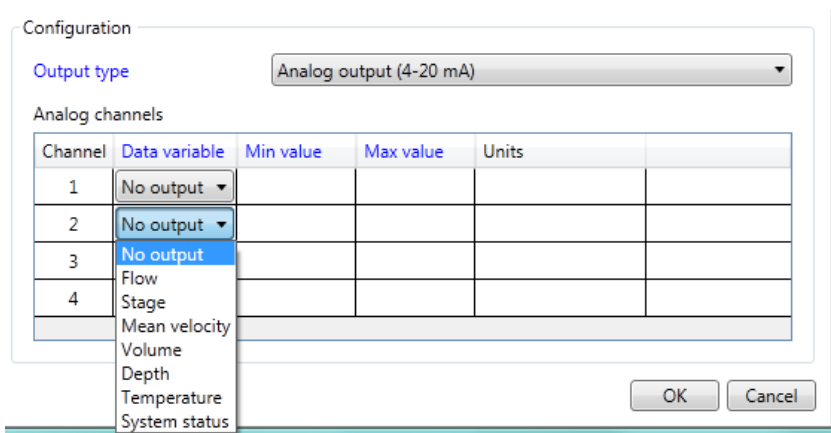 Configuration
Output type Analog output (4-20 mA)
Analog channels
Channel Data variable Min value Max value Units
1 No output
2 No output
3 No output
4 Flow
Stage
Mean velocity
Volume
Depth
Temperature
System status
OK Cancel